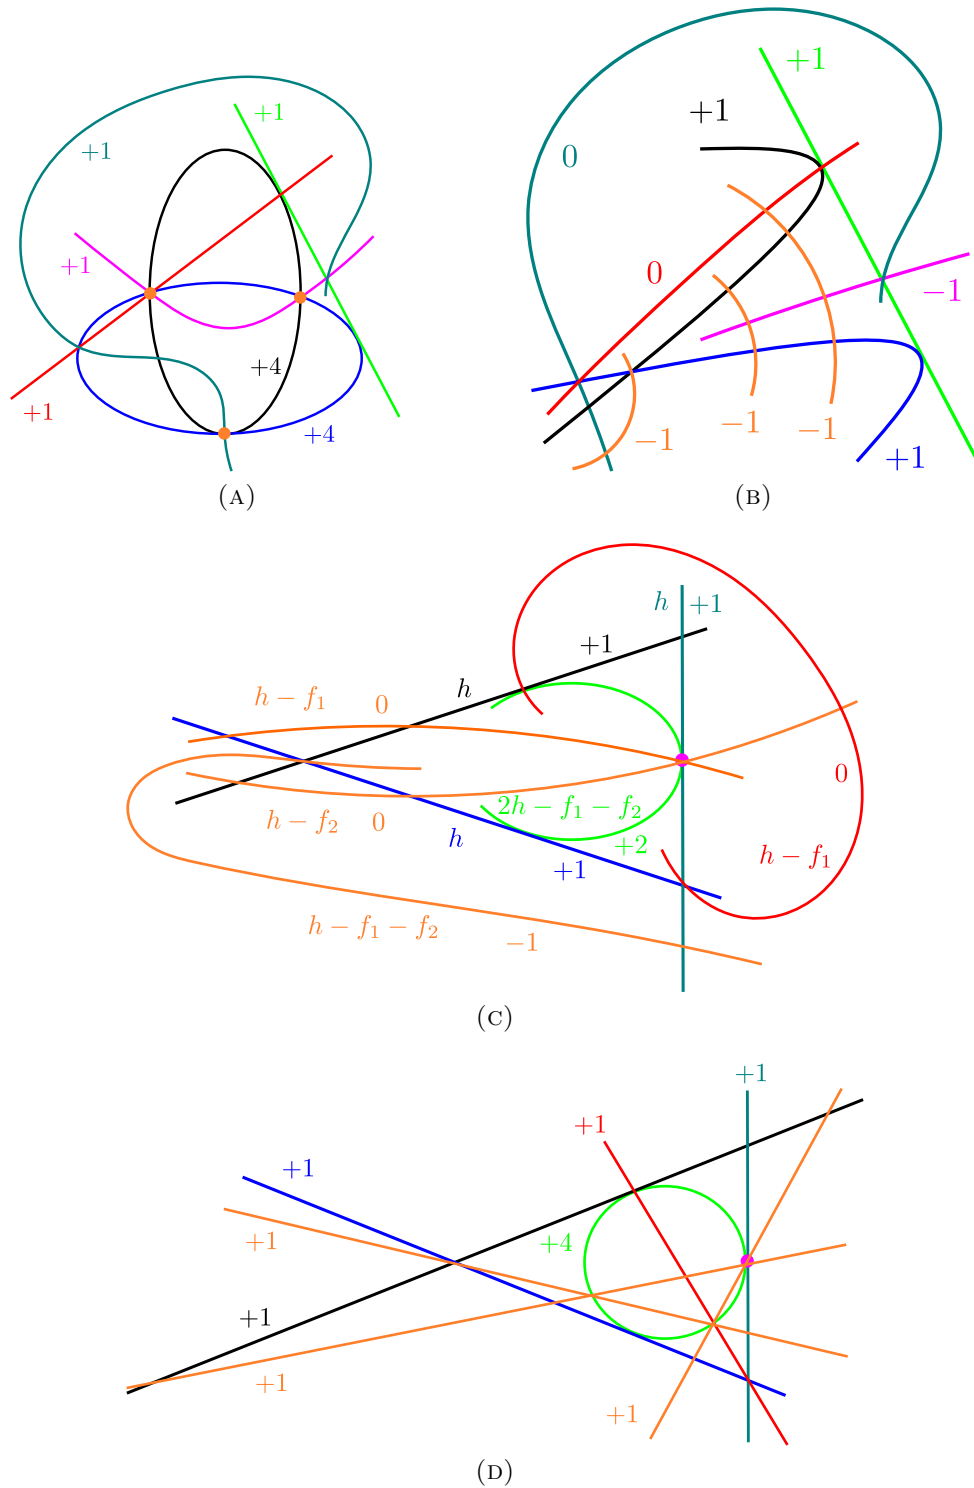 +1
+1
+1
+4
+1
+4
(A)
+1
+1
0
0
−1
−1
−1
−1
+1
(B)
h
+1
+1
h
h − f₁
0
0
2h − f₁ − f₂
h − f₂
0
h
+2
+1
h − f₁
h − f₁ − f₂
−1
(C)
+1
+1
+1
+1
+4
+1
+1
+1
(D)